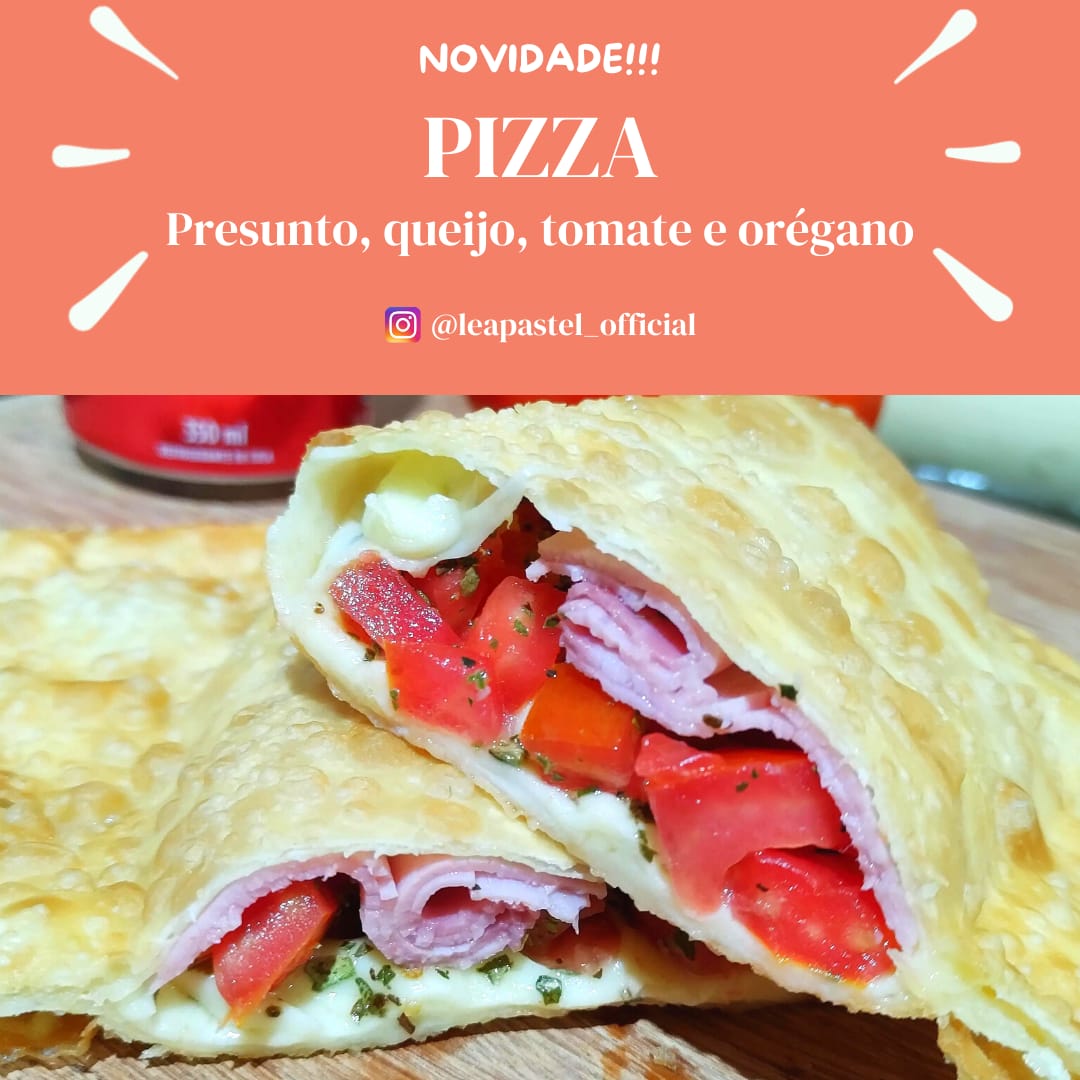 NOVIDADE!!!
PIZZA
Presunto, queijo, tomate e orégano
@leapastel_official
350 ml